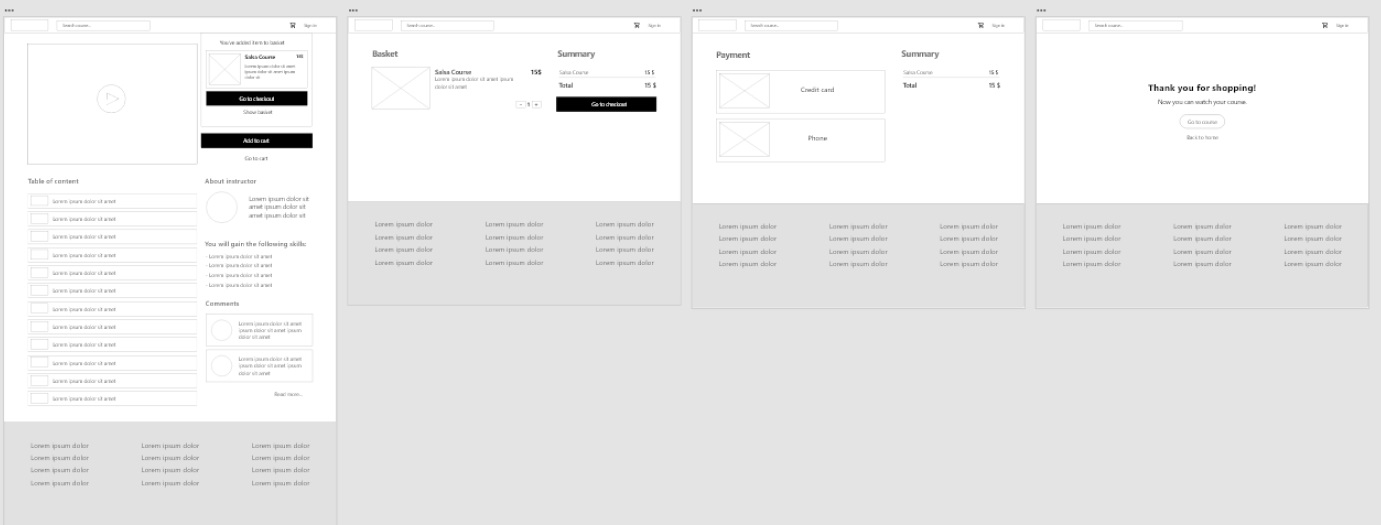 Search course...
Sign in
You've added item to basket
Salsa Course 15$
Lorem ipsum dolor sit amet
ipsum dolor sit amet ipsum
dolor sit
Go to checkout
Show basket
Add to cart
Go to cart
Table of content
Lorem ipsum dolor sit amet
Lorem ipsum dolor sit amet
Lorem ipsum dolor sit amet
Lorem ipsum dolor sit amet
Lorem ipsum dolor sit amet
Lorem ipsum dolor sit amet
Lorem ipsum dolor sit amet
Lorem ipsum dolor sit amet
Lorem ipsum dolor sit amet
Lorem ipsum dolor sit amet
Lorem ipsum dolor sit amet
Lorem ipsum dolor sit amet
About instructor
Lorem ipsum dolor sit
amet ipsum dolor sit
amet ipsum dolor sit
You will gain the following skills:
- Lorem ipsum dolor sit amet
- Lorem ipsum dolor sit amet
- Lorem ipsum dolor sit amet
- Lorem ipsum dolor sit amet
Comments
Lorem ipsum dolor sit amet
ipsum dolor sit amet ipsum
dolor sit amet
Lorem ipsum dolor sit amet
ipsum dolor sit amet ipsum
dolor sit amet
Read more...
Lorem ipsum dolor Lorem ipsum dolor Lorem ipsum dolor
Lorem ipsum dolor Lorem ipsum dolor Lorem ipsum dolor
Lorem ipsum dolor Lorem ipsum dolor Lorem ipsum dolor
Lorem ipsum dolor Lorem ipsum dolor Lorem ipsum dolor
Search course...
Sign in
Basket
Salsa Course 15$
Lorem ipsum dolor sit amet ipsum
dolor sit amet
- 1 +
Summary
Salsa Course 15 $
Total 15 $
Go to checkout
Lorem ipsum dolor Lorem ipsum dolor Lorem ipsum dolor
Lorem ipsum dolor Lorem ipsum dolor Lorem ipsum dolor
Lorem ipsum dolor Lorem ipsum dolor Lorem ipsum dolor
Lorem ipsum dolor Lorem ipsum dolor Lorem ipsum dolor
Search course...
Sign in
Payment
Credit card
Phone
Summary
Salsa Course 15 $
Total 15 $
Lorem ipsum dolor Lorem ipsum dolor Lorem ipsum dolor
Lorem ipsum dolor Lorem ipsum dolor Lorem ipsum dolor
Lorem ipsum dolor Lorem ipsum dolor Lorem ipsum dolor
Lorem ipsum dolor Lorem ipsum dolor Lorem ipsum dolor
Search course...
Sign in
Thank you for shopping!
Now you can watch your course.
Go to course
Back to home
Lorem ipsum dolor Lorem ipsum dolor Lorem ipsum dolor
Lorem ipsum dolor Lorem ipsum dolor Lorem ipsum dolor
Lorem ipsum dolor Lorem ipsum dolor Lorem ipsum dolor
Lorem ipsum dolor Lorem ipsum dolor Lorem ipsum dolor